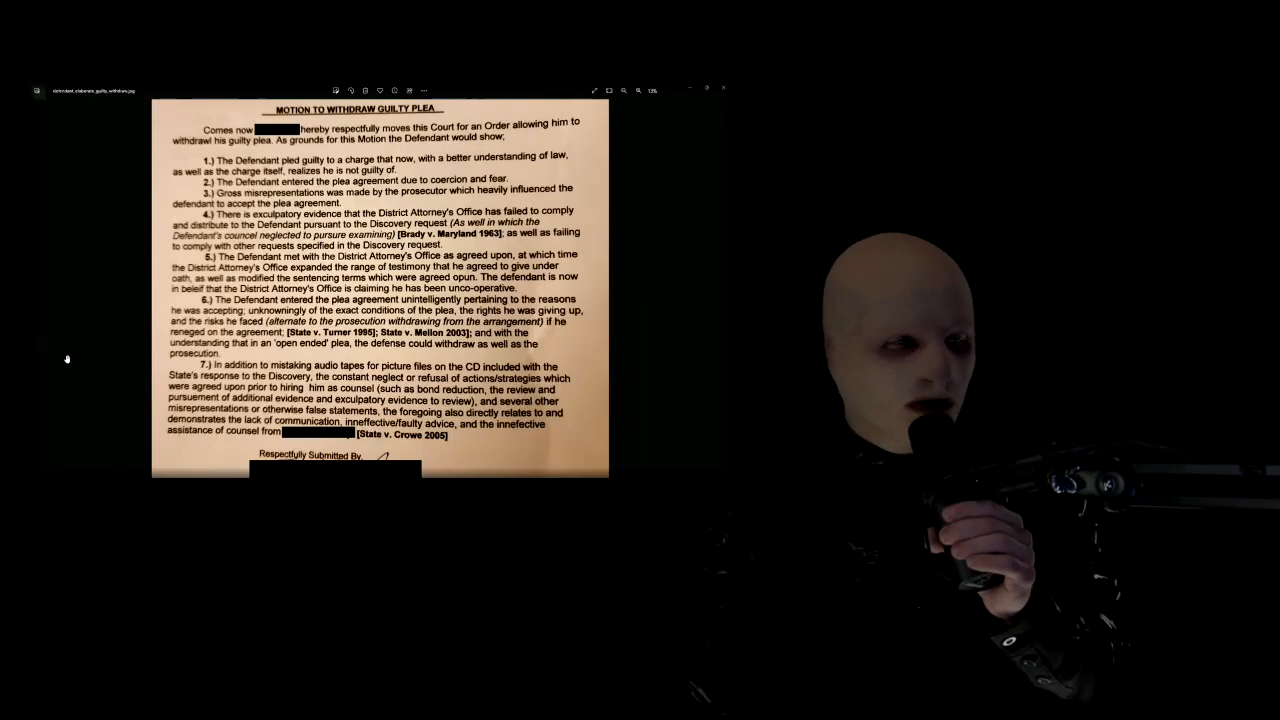 defendant_elaborate_guilty_withdraw.jpg
13%
MOTION TO WITHDRAW GUILTY PLEA
Comes now hereby respectfully moves this Court for an Order allowing him to
withdrawl his guilty plea. As grounds for this Motion the Defendant would show;
1.) The Defendant pled guilty to a charge that now, with a better understanding of law,
as well as the charge itself, realizes he is not guilty of.
2.) The Defendant entered the plea agreement due to coercion and fear.
3.) Gross misrepresentations was made by the prosecutor which heavily influenced the
defendant to accept the plea agreement.
4.) There is exculpatory evidence that the District Attorney's Office has failed to comply
and distribute to the Defendant pursuant to the Discovery request (As well in which the
Defendant's councel neglected to pursure examining) [Brady v. Maryland 1963]; as well as failing
to comply with other requests specified in the Discovery request.
5.) The Defendant met with the District Attorney's Office as agreed upon, at which time
the District Attorney's Office expanded the range of testimony that he agreed to give under
oath, as well as modified the sentencing terms which were agreed opun. The defendant is now
in beleif that the District Attorney's Office is claiming he has been unco-operative.
6.) The Defendant entered the plea agreement unintelligently pertaining to the reasons
he was accepting; unknowningly of the exact conditions of the plea, the rights he was giving up,
and the risks he faced (alternate to the prosecution withdrawing from the arrangement) if he
reneged on the agreement; [State v. Turner 1995]; State v. Mellon 2003]; and with the
understanding that in an 'open ended' plea, the defense could withdraw as well as the
prosecution.
7.) In addition to mistaking audio tapes for picture files on the CD included with the
State's response to the Discovery, the constant neglect or refusal of actions/strategies which
were agreed upon prior to hiring him as counsel (such as bond reduction, the review and
pursuement of additional evidence and exculpatory evidence to review), and several other
misrepresentations or otherwise false statements, the foregoing also directly relates to and
demonstrates the lack of communication, inneffective/faulty advice, and the innefective
assistance of counsel from [State v. Crowe 2005]
Respectfully Submitted By,